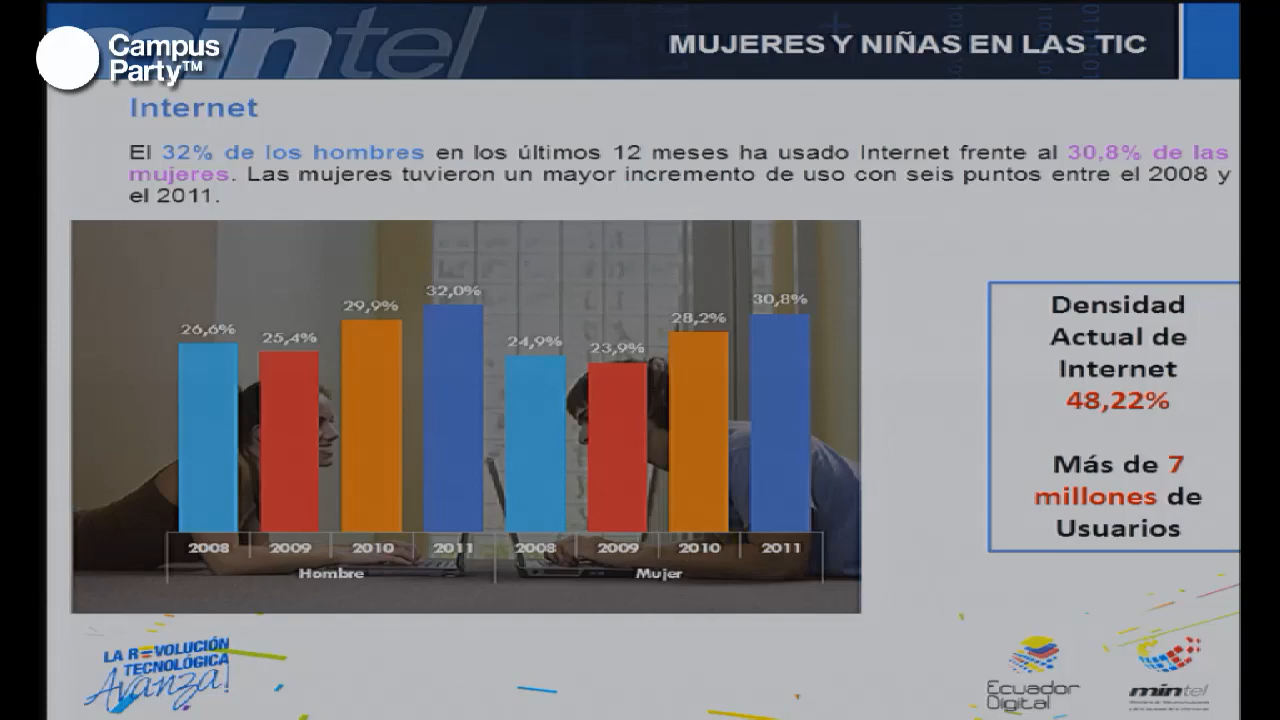 mintel
Campus
Party™
MUJERES Y NIÑAS EN LAS TIC
Internet
El 32% de los hombres en los últimos 12 meses ha usado Internet frente al 30,8% de las
mujeres. Las mujeres tuvieron un mayor incremento de uso con seis puntos entre el 2008 y
el 2011.
26,6%
25,4%
29,9%
32,0%
24,9%
23,9%
28,2%
30,8%
2008 2009 2010 2011 2008 2009 2010 2011
Hombre Mujer
Densidad
Actual de
Internet
48,22%
Más de 7
millones de
Usuarios
LA REVOLUCIÓN
TECNOLÓGICA
Avanza!
Ecuador
Digital
mintel